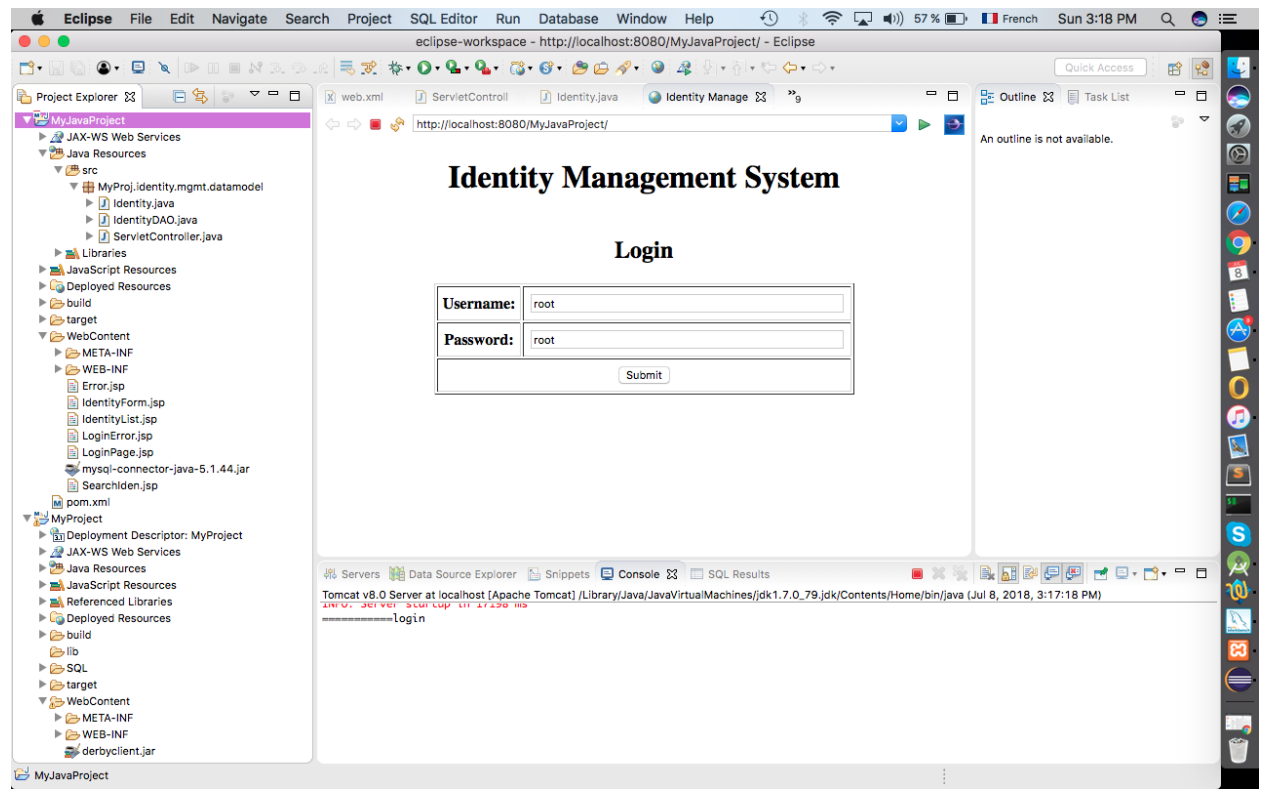 Eclipse File Edit Navigate Search Project SQL Editor Run Database Window Help 57 % French Sun 3:18 PM
eclipse-workspace - http://localhost:8080/MyJavaProject/ - Eclipse
Quick Access
Project Explorer
MyJavaProject
JAX-WS Web Services
Java Resources
src
MyProj.identity.mgmt.datamodel
Identity.java
IdentityDAO.java
ServletController.java
Libraries
JavaScript Resources
Deployed Resources
build
target
WebContent
META-INF
WEB-INF
Error.jsp
IdentityForm.jsp
IdentityList.jsp
LoginError.jsp
LoginPage.jsp
mysql-connector-java-5.1.44.jar
SearchIden.jsp
pom.xml
MyProject
Deployment Descriptor: MyProject
JAX-WS Web Services
Java Resources
JavaScript Resources
Referenced Libraries
Deployed Resources
build
lib
SQL
target
WebContent
META-INF
WEB-INF
derbyclient.jar
web.xml ServletControll Identity.java Identity Manage »9
http://localhost:8080/MyJavaProject/
Identity Management System
Login
Username: root
Password: root
Submit
Outline Task List
An outline is not available.
Servers Data Source Explorer Snippets Console SQL Results
Tomcat v8.0 Server at localhost [Apache Tomcat] /Library/Java/JavaVirtualMachines/jdk1.7.0_79.jdk/Contents/Home/bin/java (Jul 8, 2018, 3:17:18 PM)
INFO: Server startup in 17198 ms
===========login
MyJavaProject